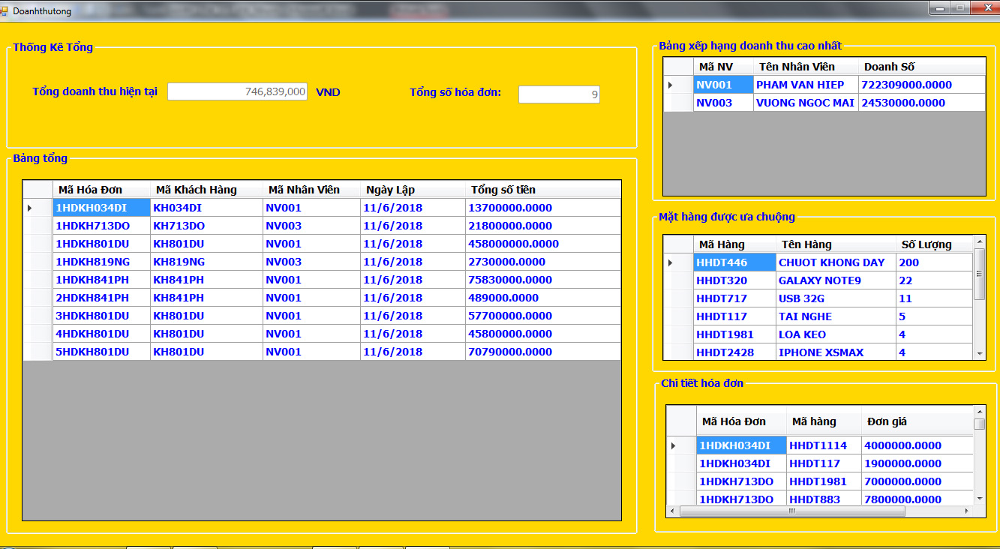 Doanhthutong
Thống Kê Tổng
Tổng doanh thu hiện tại 746,839,000 VND Tổng số hóa đơn: 9
Bảng tổng
Mã Hóa Đơn Mã Khách Hàng Mã Nhân Viên Ngày Lập Tổng số tiền
1HDKH034DI KH034DI NV001 11/6/2018 13700000.0000
1HDKH713DO KH713DO NV003 11/6/2018 21800000.0000
1HDKH801DU KH801DU NV001 11/6/2018 458000000.0000
1HDKH819NG KH819NG NV003 11/6/2018 2730000.0000
1HDKH841PH KH841PH NV001 11/6/2018 75830000.0000
2HDKH841PH KH841PH NV001 11/6/2018 489000.0000
3HDKH801DU KH801DU NV001 11/6/2018 57700000.0000
4HDKH801DU KH801DU NV001 11/6/2018 45800000.0000
5HDKH801DU KH801DU NV001 11/6/2018 70790000.0000
Bảng xếp hạng doanh thu cao nhất
Mã NV Tên Nhân Viên Doanh Số
NV001 PHAM VAN HIEP 722309000.0000
NV003 VUONG NGOC MAI 24530000.0000
Mặt hàng được ưa chuộng
Mã Hàng Tên Hàng Số Lượng
HHDT446 CHUOT KHONG DAY 200
HHDT320 GALAXY NOTE9 22
HHDT717 USB 32G 11
HHDT117 TAI NGHE 5
HHDT1981 LOA KEO 4
HHDT2428 IPHONE XSMAX 4
Chi tiết hóa đơn
Mã Hóa Đơn Mã hàng Đơn giá
1HDKH034DI HHDT1114 4000000.0000
1HDKH034DI HHDT117 1900000.0000
1HDKH713DO HHDT1981 7000000.0000
1HDKH713DO HHDT883 7800000.0000